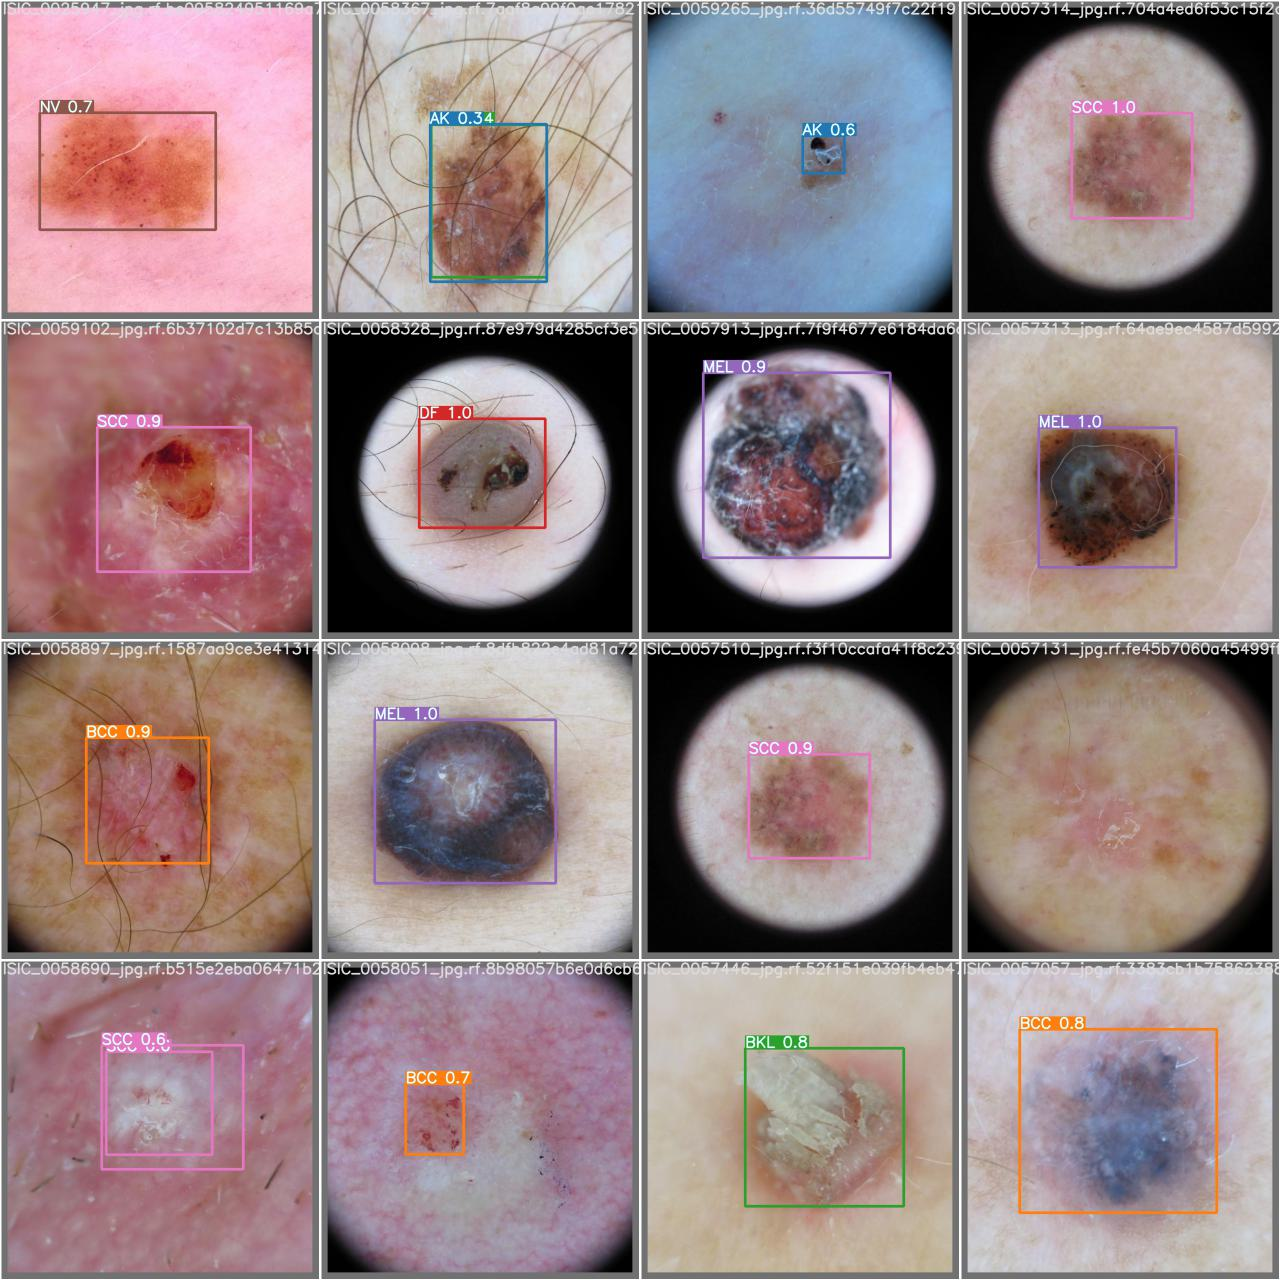 ISIC_0059265_jpg.rf.36d55749f7c22f19
ISIC_0057314_jpg.rf.704a4ed6f53c15f2
NV 0.7
AK 0.34
AK 0.6
SCC 1.0
ISIC_0059102_jpg.rf.6b37102d7c13b85
ISIC_0058328_jpg.rf.87e979d4285cf3e5
ISIC_0057913_jpg.rf.7f9f4677e6184da6
ISIC_0057313_jpg.rf.64ae9ec4587d5992
SCC 0.9
DF 1.0
MEL 0.9
MEL 1.0
ISIC_0058897_jpg.rf.1587aa9ce3e41314
ISIC_0057510_jpg.rf.f3f10ccafa41f8c239
ISIC_0057131_jpg.rf.fe45b7060a45499f
BCC 0.9
MEL 1.0
SCC 0.9
ISIC_0058690_jpg.rf.b515e2eba06471b2
ISIC_0058051_jpg.rf.8b98057b6e0d6cb6
ISIC_0057446_jpg.rf.52f151e039fb4eb4
SCC 0.6
BCC 0.7
BKL 0.8
BCC 0.8